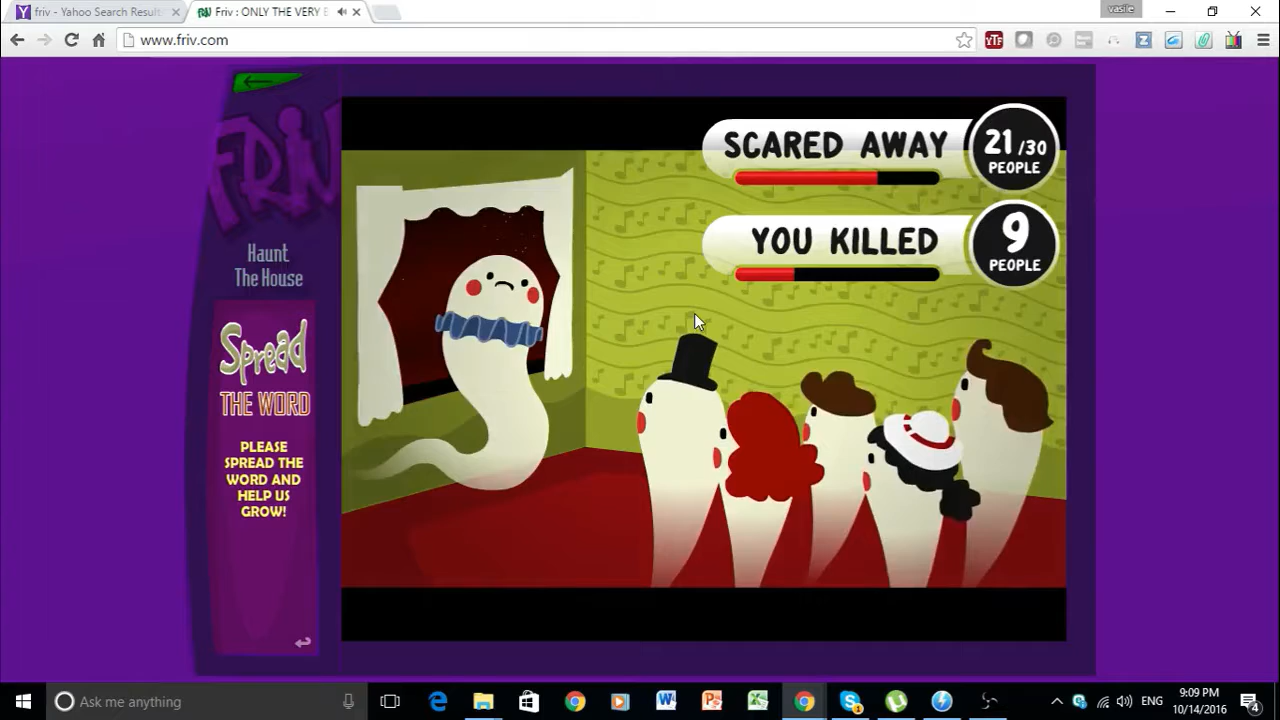 friv - Yahoo Search Result
Friv : ONLY THE VERY B
vasile
www.friv.com
YTF
FRIV
Haunt
The House
Spread
THE WORD
PLEASE
SPREAD THE
WORD AND
HELP US
GROW!
SCARED AWAY
21/30
PEOPLE
YOU KILLED
9
PEOPLE
Ask me anything
ENG
9:09 PM
10/14/2016
4